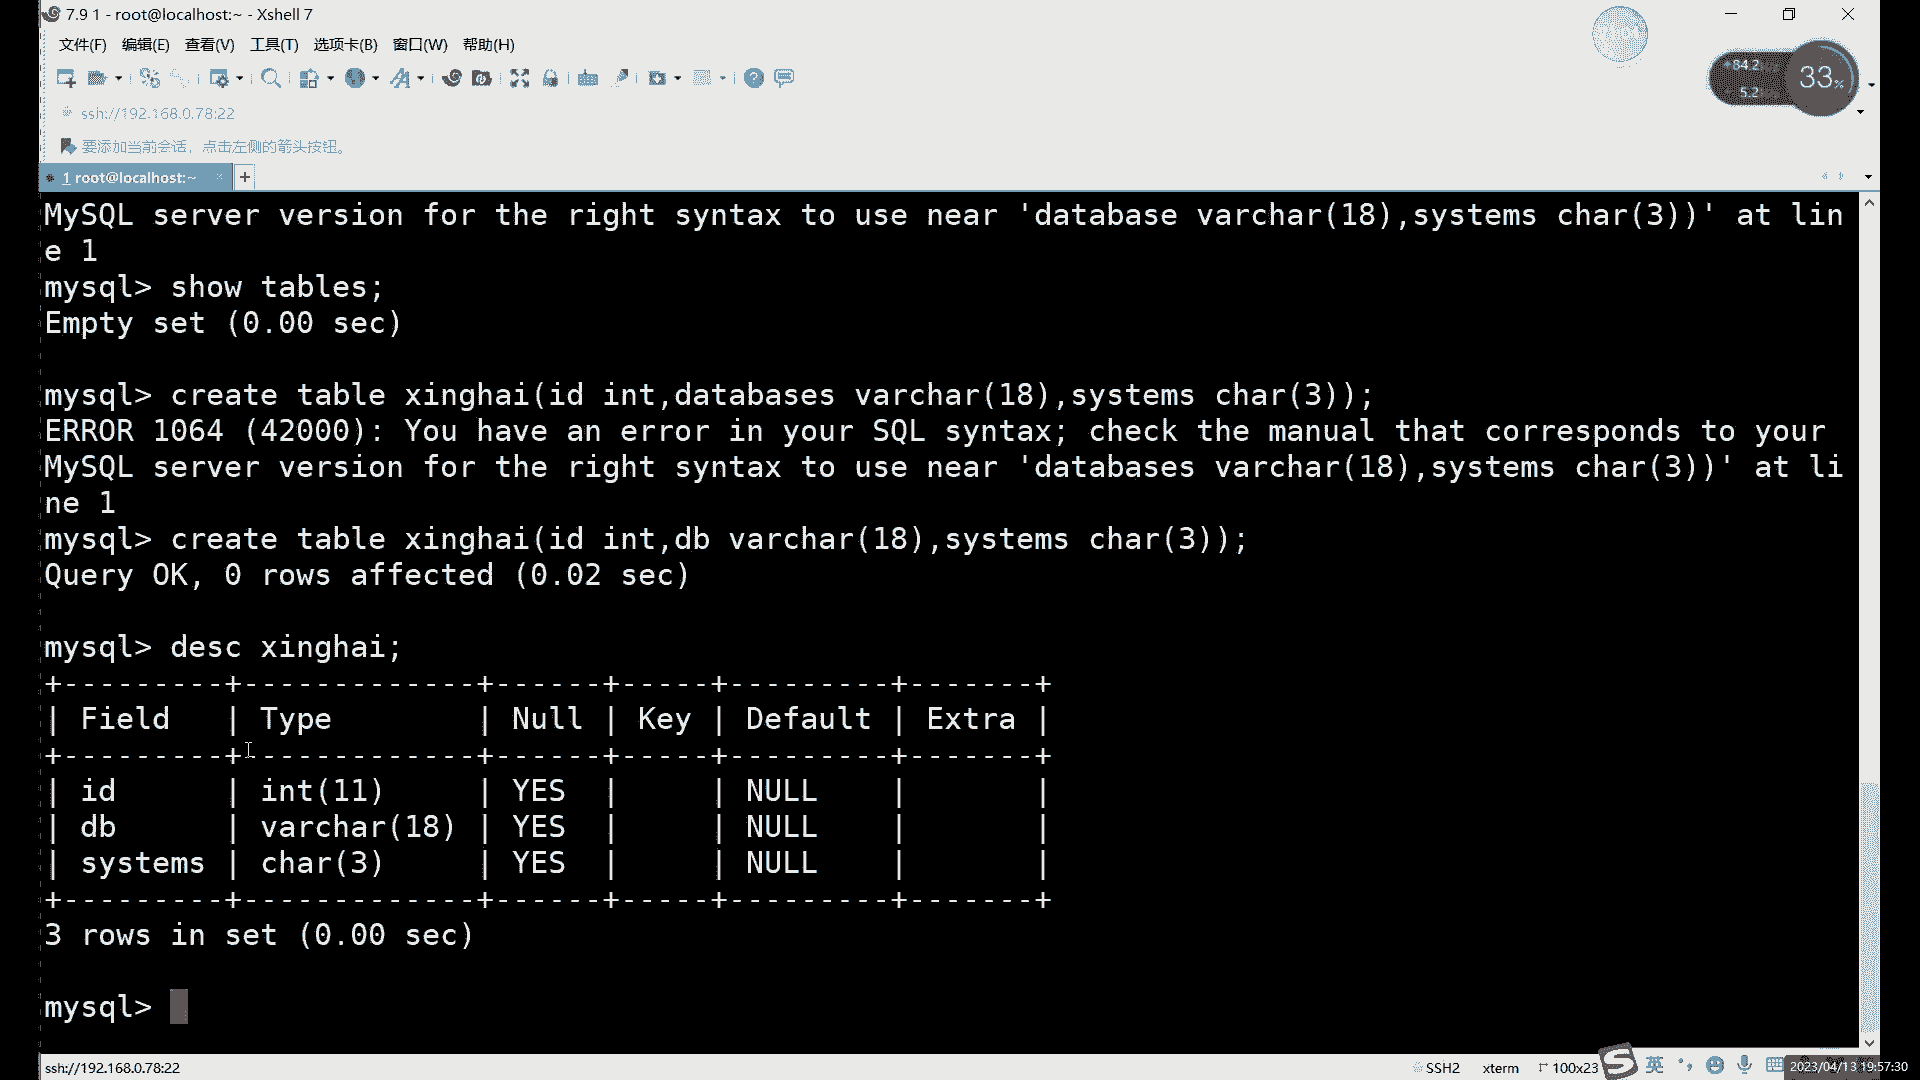 7.9 1 - root@localhost:~ - Xshell 7
文件(F) 编辑(E) 查看(V) 工具(T) 选项卡(B) 窗口(W) 帮助(H)
84.2
5.2
33%
ssh://192.168.0.78:22
要添加当前会话，点击左侧的箭头按钮。
1 root@localhost:~ × +
MySQL server version for the right syntax to use near 'database varchar(18),systems char(3))' at lin
e 1
mysql> show tables;
Empty set (0.00 sec)
mysql> create table xinghai(id int,databases varchar(18),systems char(3));
ERROR 1064 (42000): You have an error in your SQL syntax; check the manual that corresponds to your
MySQL server version for the right syntax to use near 'databases varchar(18),systems char(3))' at li
ne 1
mysql> create table xinghai(id int,db varchar(18),systems char(3));
Query OK, 0 rows affected (0.02 sec)
mysql> desc xinghai;
+---------+-------------+------+-----+---------+-------+
| Field   | Type        | Null | Key | Default | Extra |
+---------+-------------+------+-----+---------+-------+
| id      | int(11)     | YES  |     | NULL    |       |
| db      | varchar(18) | YES  |     | NULL    |       |
| systems | char(3)     | YES  |     | NULL    |       |
+---------+-------------+------+-----+---------+-------+
3 rows in set (0.00 sec)
mysql>
ssh://192.168.0.78:22 SSH2 xterm 100x23 英 2023/04/13 19:57:30